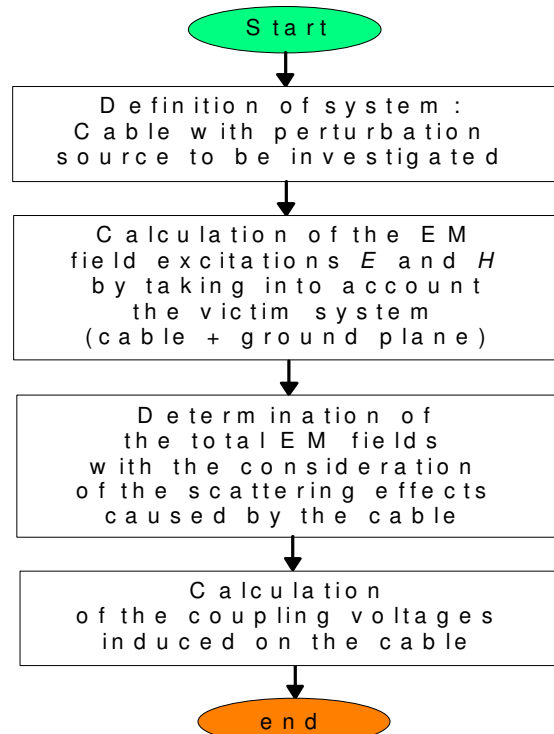 Start
Definition of system :
Cable with perturbation
source to be investigated
Calculation of the EM
field excitations E and H
by taking into account
the victim system
(cable + ground plane)
Determination of
the total EM fields
with the consideration
of the scattering effects
caused by the cable
Calculation
of the coupling voltages
induced on the cable
end